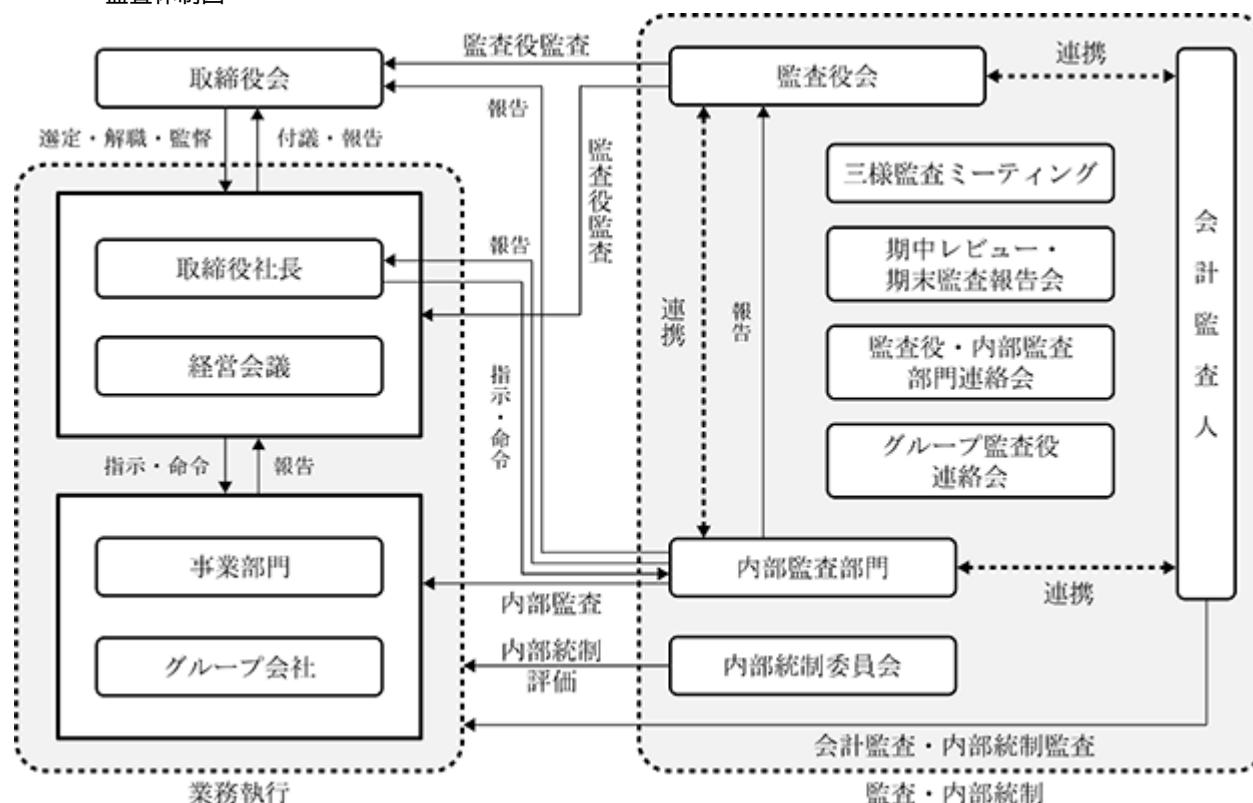 監査体制図
取締役会
監査役監査
報告
監査役会
連携
選定・解職・監督
付議・報告
監査役監査
三様監査ミーティング
取締役社長
報告
期中レビュー・
期末監査報告会
会計監査人
経営会議
指示・命令
連携
報告
監査役・内部監査
部門連絡会
指示・命令
報告
グループ監査役
連絡会
事業部門
内部監査部門
連携
内部監査
グループ会社
内部統制
評価
内部統制委員会
会計監査・内部統制監査
業務執行
監査・内部統制